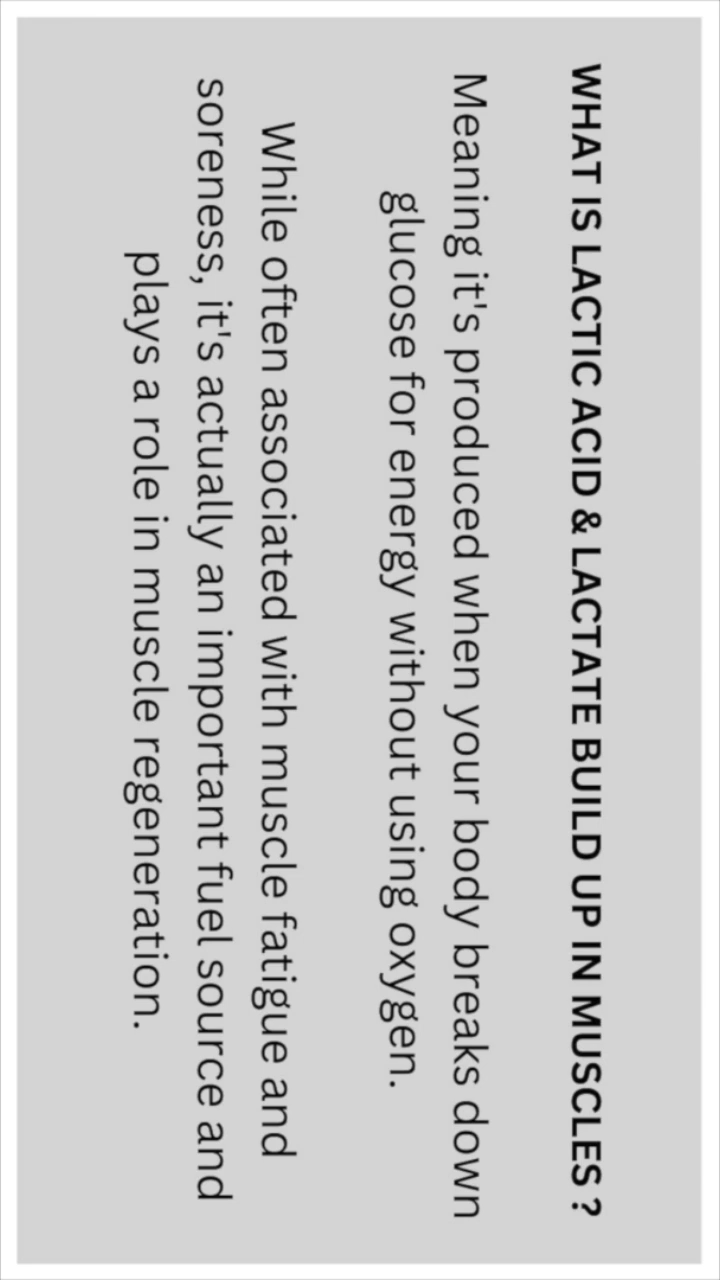 WHAT IS LACTIC ACID & LACTATE BUILD UP IN MUSCLES ?
Meaning it's produced when your body breaks down
glucose for energy without using oxygen.
While often associated with muscle fatigue and
soreness, it's actually an important fuel source and
plays a role in muscle regeneration.